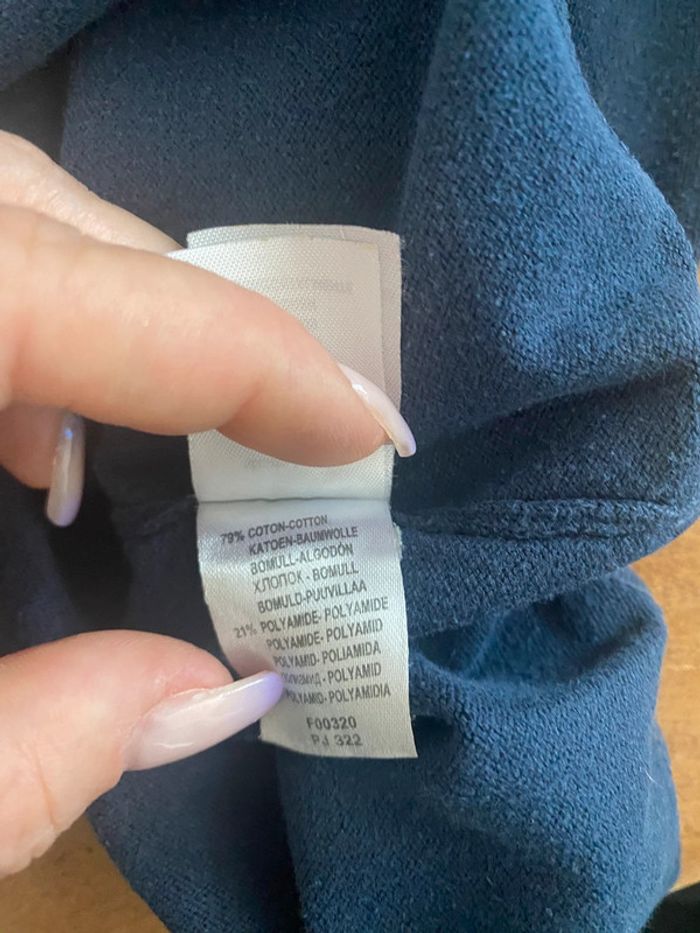 79% COTON-COTTON
KATOEN-BAUMWOLLE
BOMULL-ALGODÓN
ХЛОПОК - BOMULL
BOMULD-PUUVILLAA
21% POLYAMIDE- POLYAMIDE
POLYAMIDE- POLYAMID
POLYAMID- POLIAMIDA
- POLYAMID
POLYAMID- POLYAMIDIA
F00320
PJ 322